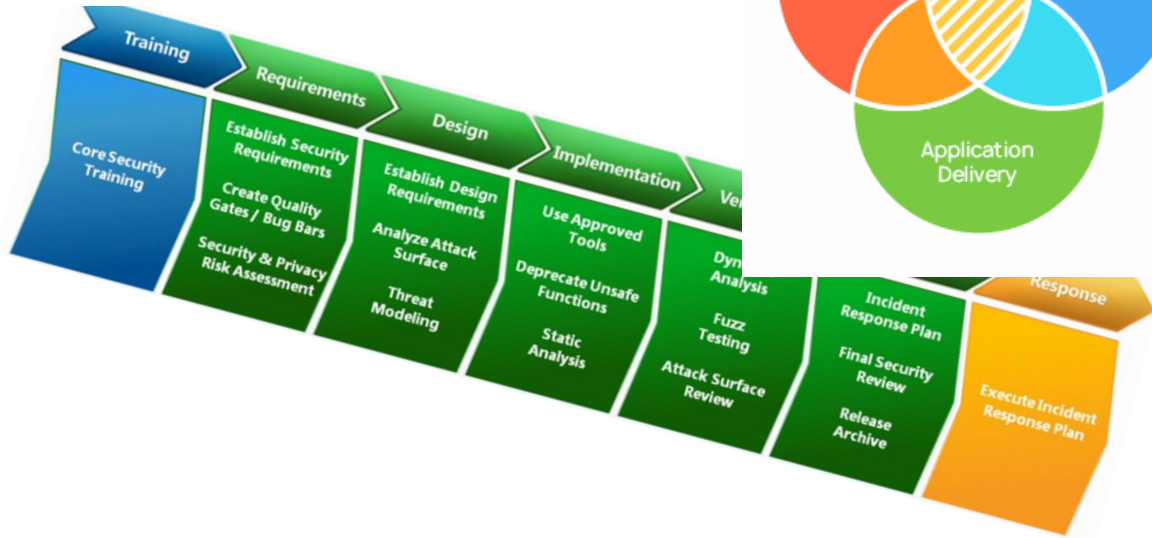 Training
Core Security
Training
Requirements
Establish Security
Requirements
Create Quality
Gates / Bug Bars
Security & Privacy
Risk Assessment
Design
Establish Design
Requirements
Analyze Attack
Surface
Threat
Modeling
Implementation
Use Approved
Tools
Deprecate Unsafe
Functions
Static
Analysis
Analysis
Fuzz
Testing
Attack Surface
Review
Incident
Response Plan
Final Security
Review
Release
Archive
Response
Execute Incident
Response Plan
Application
Delivery